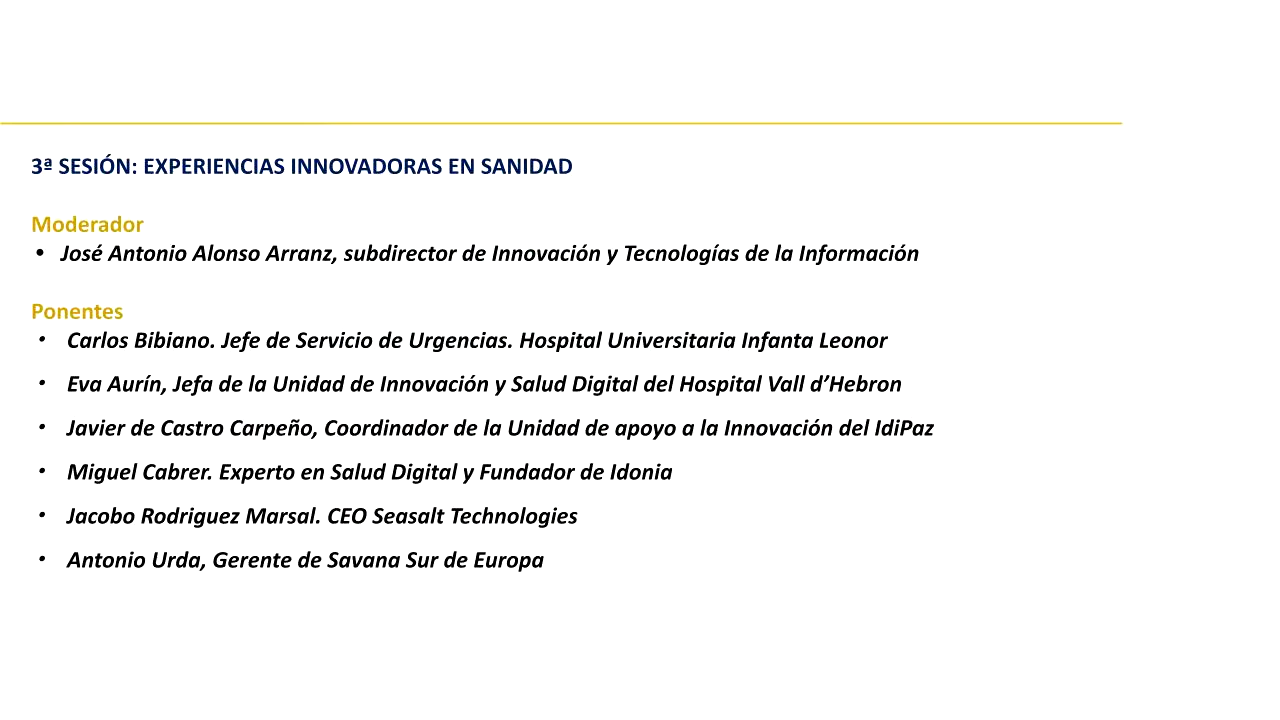 3ª SESIÓN: EXPERIENCIAS INNOVADORAS EN SANIDAD
Moderador
• José Antonio Alonso Arranz, subdirector de Innovación y Tecnologías de la Información
Ponentes
• Carlos Bibiano. Jefe de Servicio de Urgencias. Hospital Universitaria Infanta Leonor
• Eva Aurín, Jefa de la Unidad de Innovación y Salud Digital del Hospital Vall d’Hebron
• Javier de Castro Carpeño, Coordinador de la Unidad de apoyo a la Innovación del IdiPaz
• Miguel Cabrer. Experto en Salud Digital y Fundador de Idonia
• Jacobo Rodriguez Marsal. CEO Seasalt Technologies
• Antonio Urda, Gerente de Savana Sur de Europa